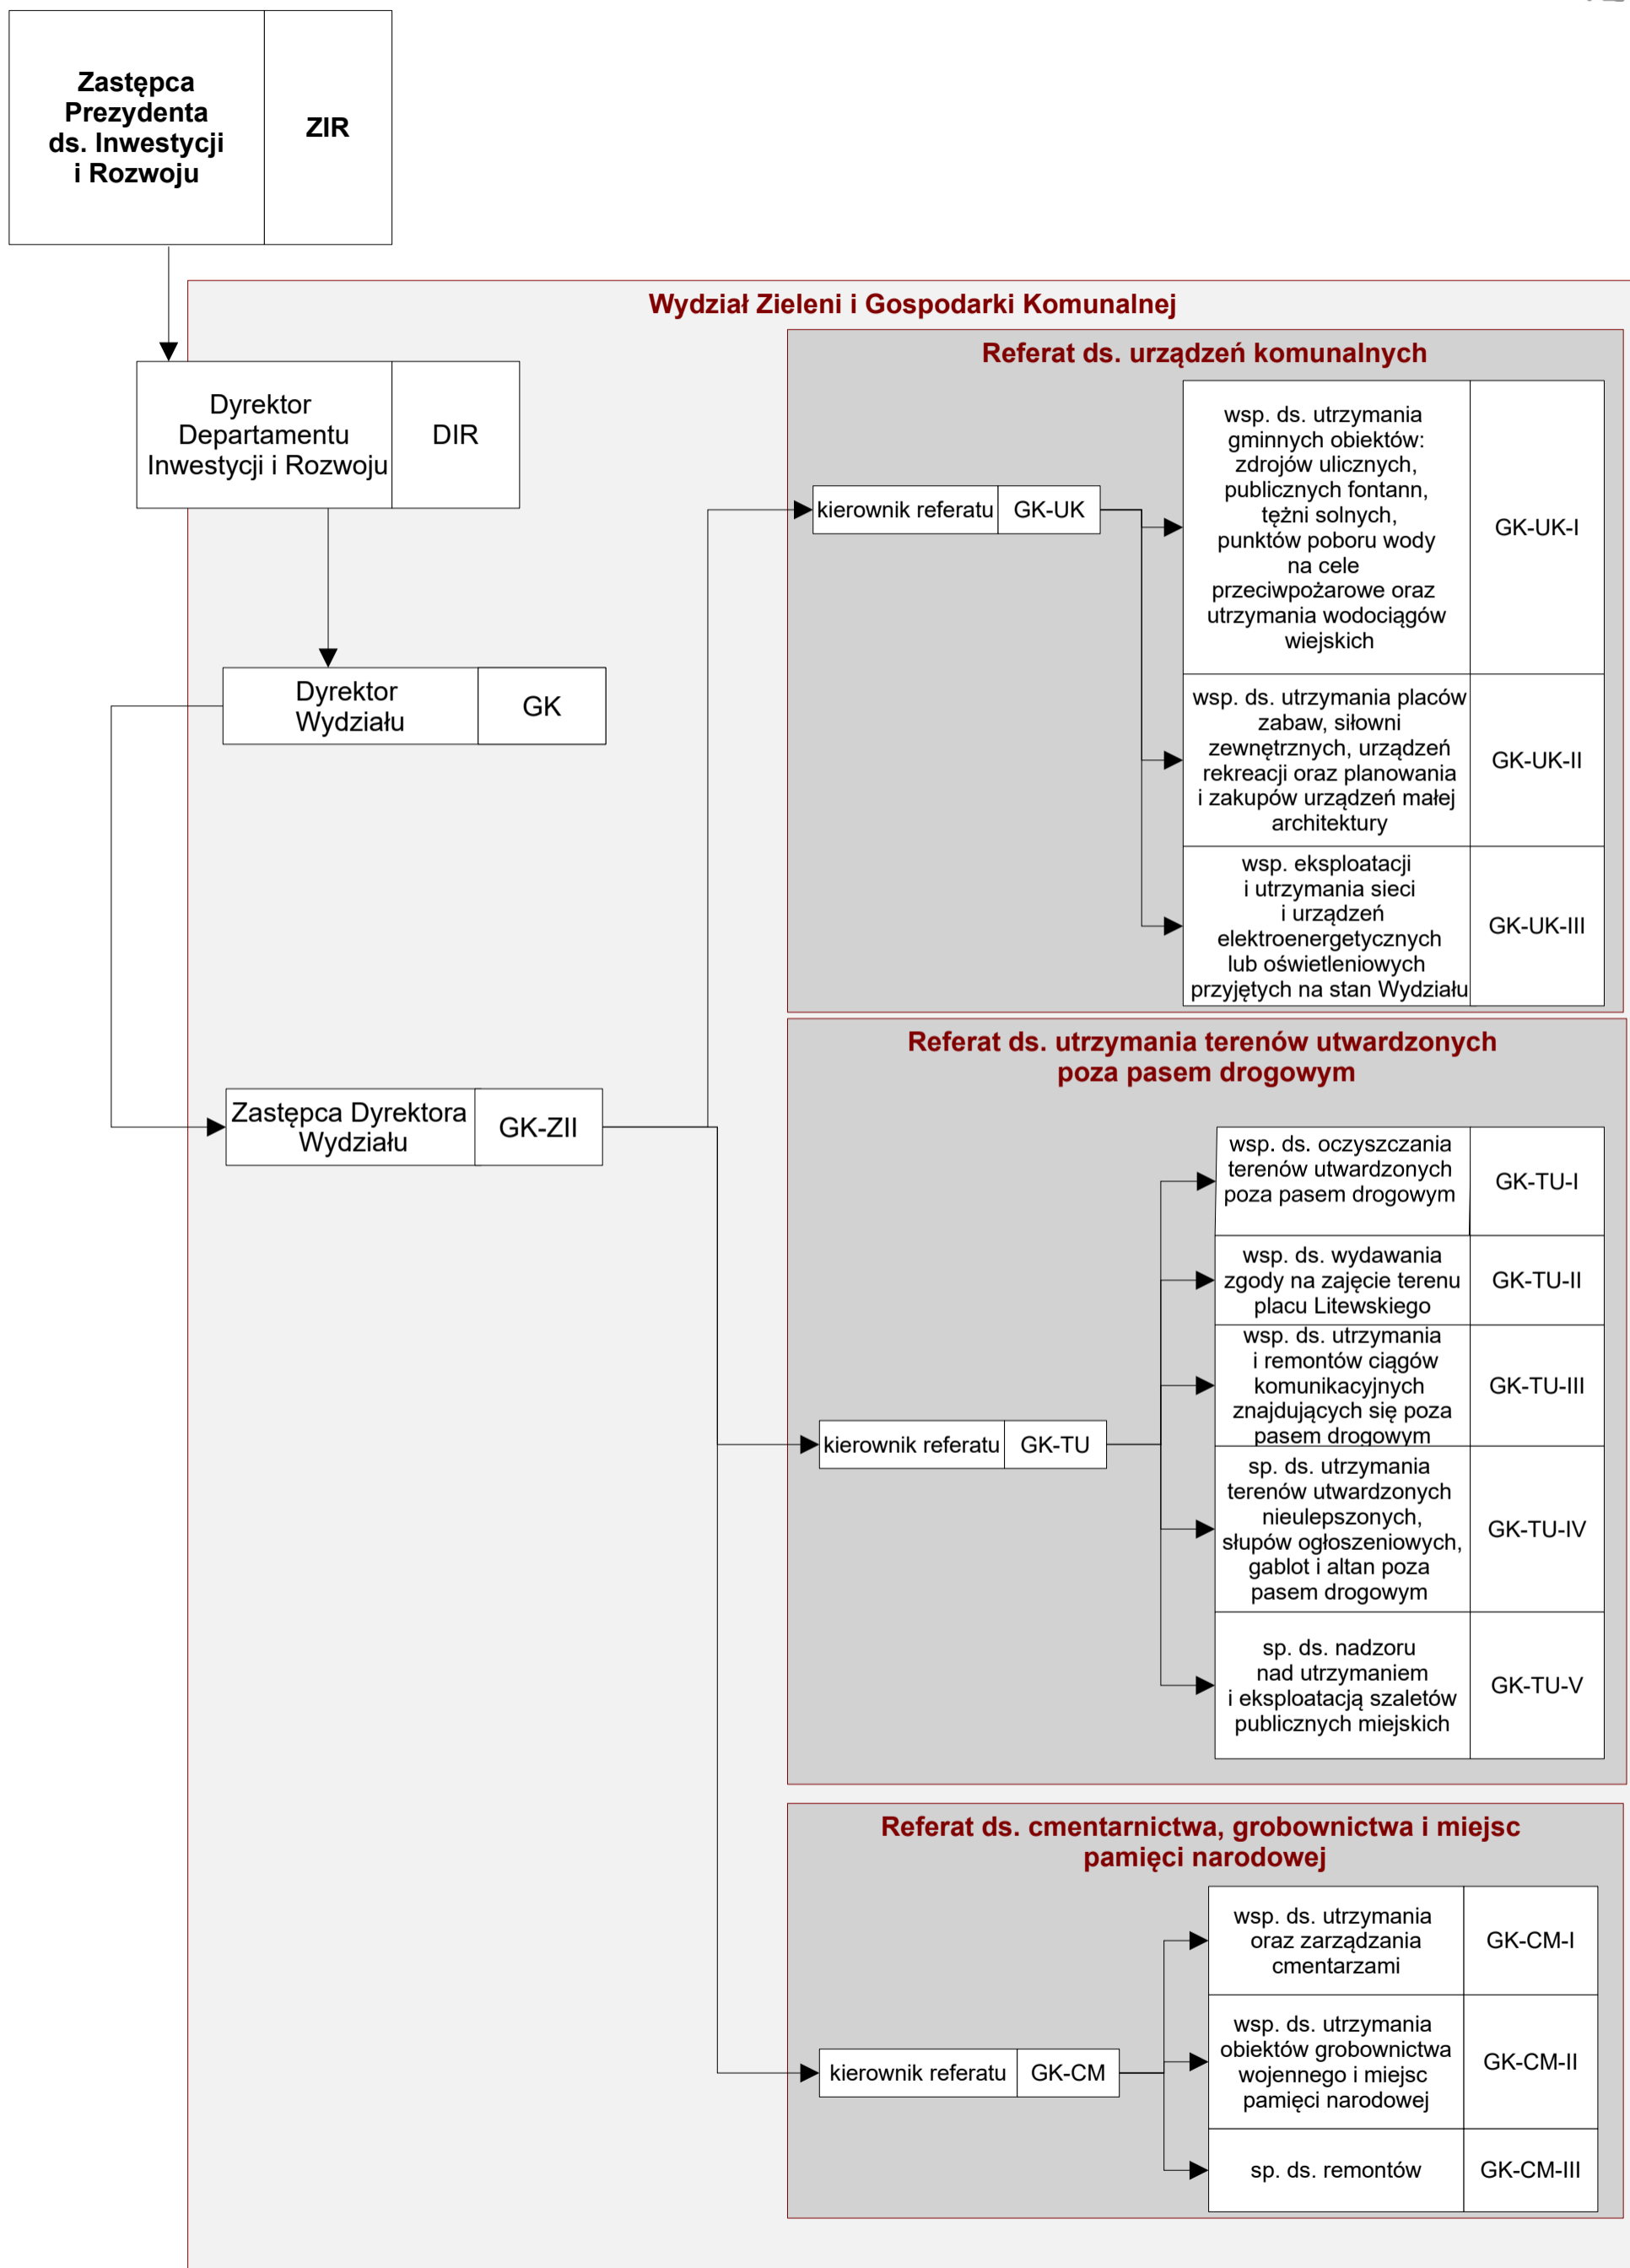 Zastępca
Prezydenta
ds. Inwestycji
i Rozwoju
ZIR
Wydział Zieleni i Gospodarki Komunalnej
Dyrektor
Departamentu
Inwestycji i Rozwoju
DIR
Dyrektor
Wydziału
GK
Zastępca Dyrektora
Wydziału
GK-ZII
Referat ds. urządzeń komunalnych
kierownik referatu
GK-UK
wsp. ds. utrzymania
gminnych obiektów:
zdrojów ulicznych,
publicznych fontann,
tężni solnych,
punktów poboru wody
na cele
przeciwpożarowe oraz
utrzymania wodociągów
wiejskich
GK-UK-I
wsp. ds. utrzymania placów
zabaw, siłowni
zewnętrznych, urządzeń
rekreacji oraz planowania
i zakupów urządzeń małej
architektury
GK-UK-II
wsp. eksploatacji
i utrzymania sieci
i urządzeń
elektroenergetycznych
lub oświetleniowych
przyjętych na stan Wydziału
GK-UK-III
Referat ds. utrzymania terenów utwardzonych
poza pasem drogowym
kierownik referatu
GK-TU
wsp. ds. oczyszczania
terenów utwardzonych
poza pasem drogowym
GK-TU-I
wsp. ds. wydawania
zgody na zajęcie terenu
placu Litewskiego
GK-TU-II
wsp. ds. utrzymania
i remontów ciągów
komunikacyjnych
znajdujących się poza
pasem drogowym
GK-TU-III
sp. ds. utrzymania
terenów utwardzonych
nieulepszonych,
słupów ogłoszeniowych,
gablot i altan poza
pasem drogowym
GK-TU-IV
sp. ds. nadzoru
nad utrzymaniem
i eksploatacją szaletów
publicznych miejskich
GK-TU-V
Referat ds. cmentarnictwa, grobownictwa i miejsc
pamięci narodowej
kierownik referatu
GK-CM
wsp. ds. utrzymania
oraz zarządzania
cmentarzami
GK-CM-I
wsp. ds. utrzymania
obiektów grobownictwa
wojennego i miejsc
pamięci narodowej
GK-CM-II
sp. ds. remontów
GK-CM-III